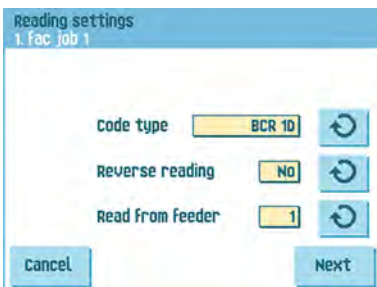 Reading settings
1. Fac job 1
Code type BCR 1D
Reverse reading NO
Read from feeder 1
Cancel Next